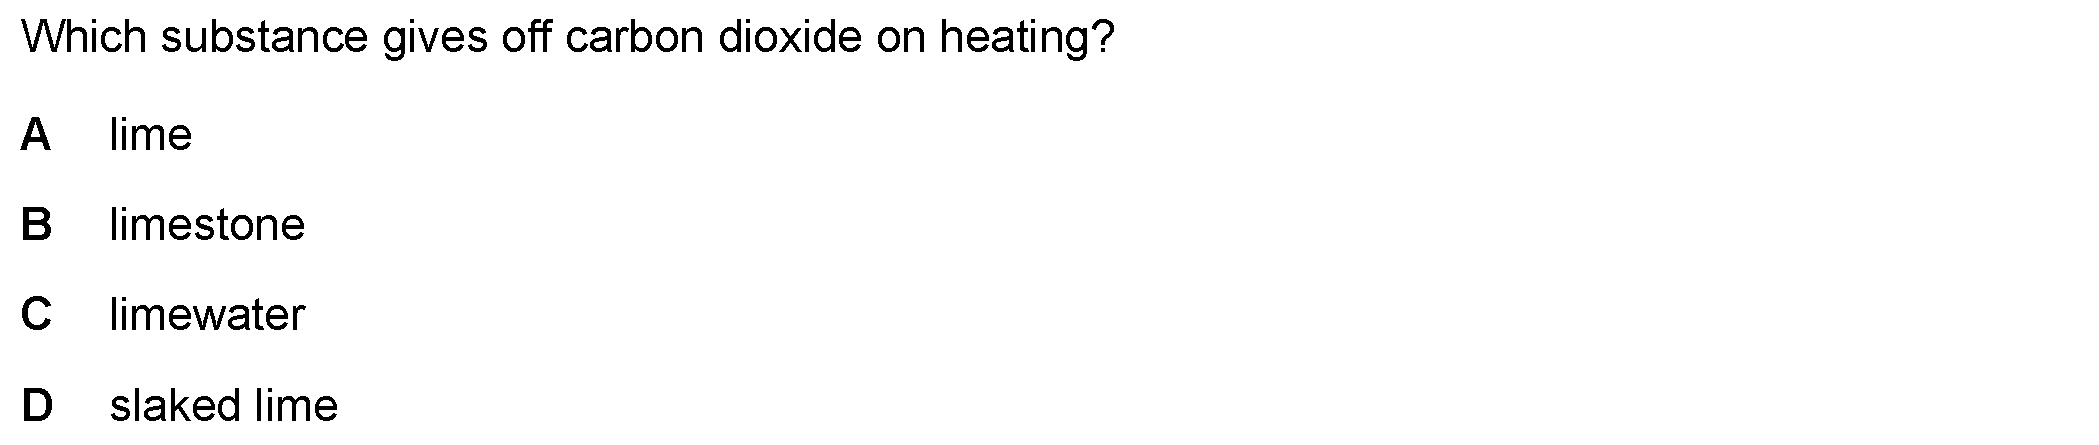 Which substance gives off carbon dioxide on heating?
A lime
B limestone
C limewater
D slaked lime